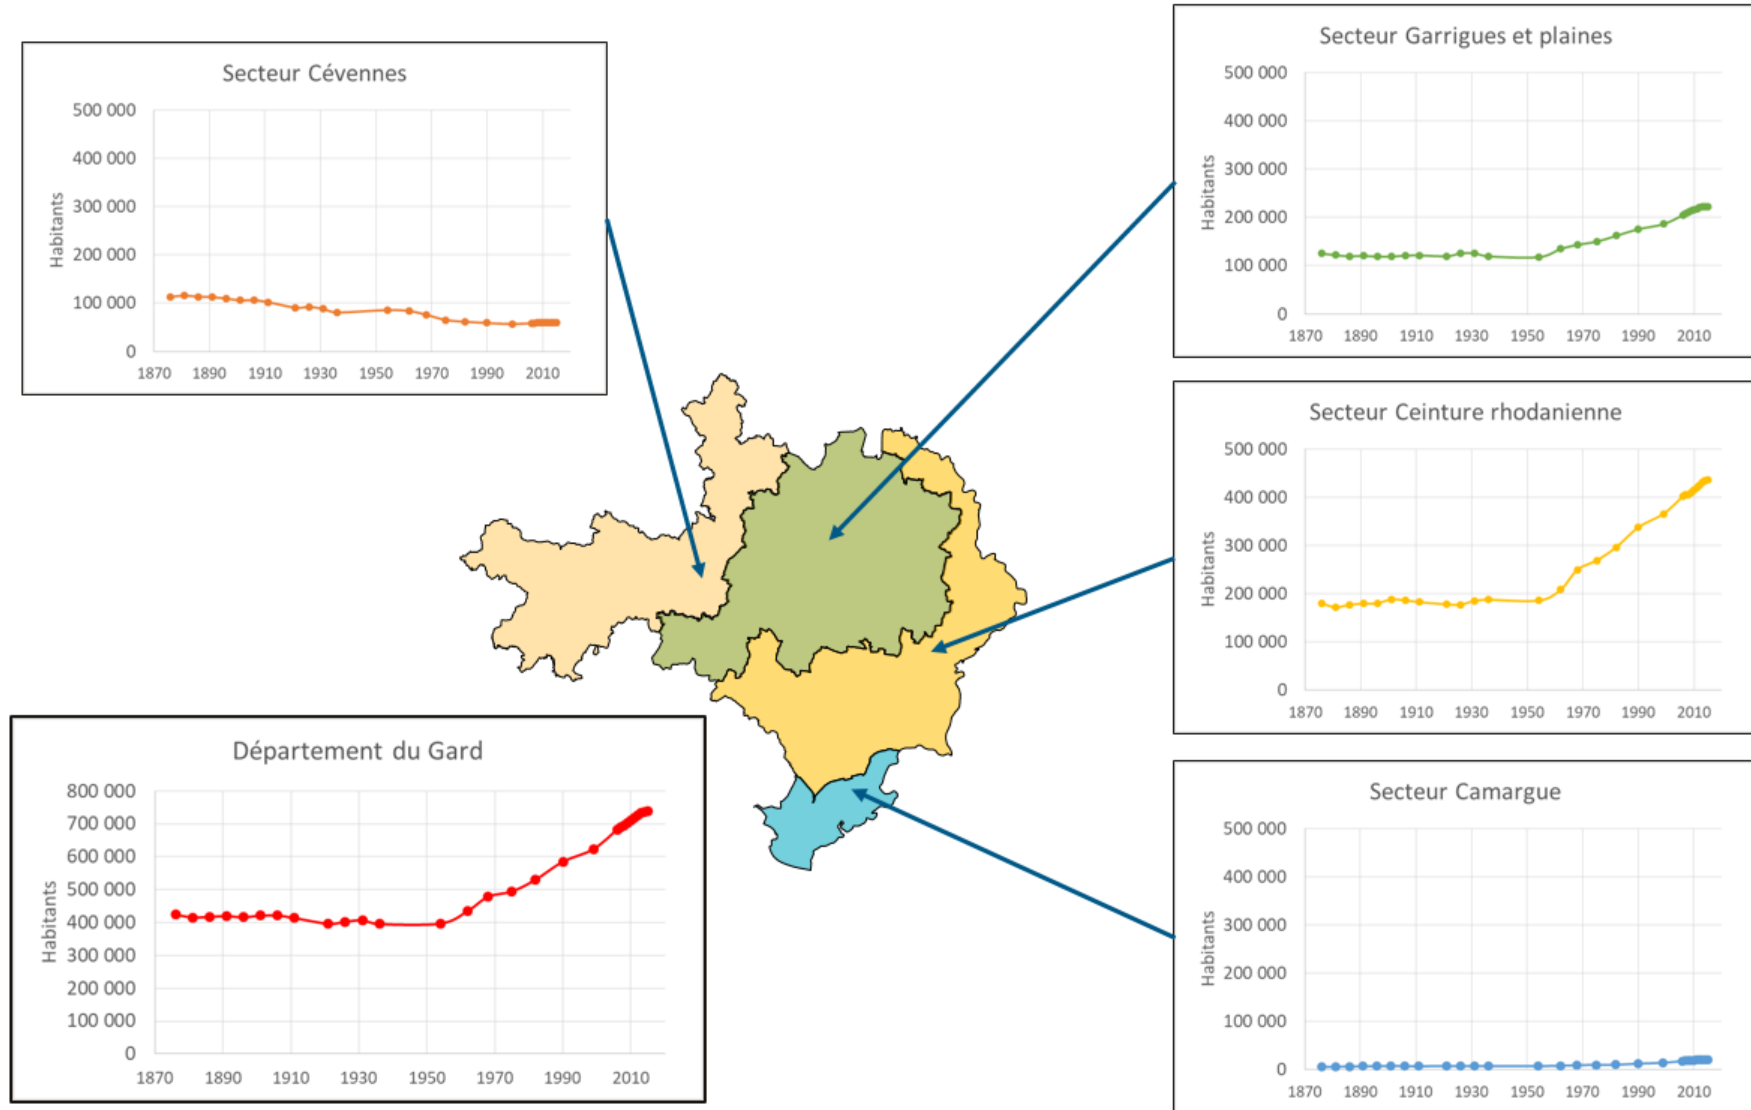 Secteur Cévennes
500 000
400 000
300 000
200 000
100 000
0
Habitants
1870 1890 1910 1930 1950 1970 1990 2010
Secteur Garrigues et plaines
500 000
400 000
300 000
200 000
100 000
0
Habitants
1870 1890 1910 1930 1950 1970 1990 2010
Secteur Ceinture rhodanienne
500 000
400 000
300 000
200 000
100 000
0
Habitants
1870 1890 1910 1930 1950 1970 1990 2010
Département du Gard
800 000
700 000
600 000
500 000
400 000
300 000
200 000
100 000
0
Habitants
1870 1890 1910 1930 1950 1970 1990 2010
Secteur Camargue
500 000
400 000
300 000
200 000
100 000
0
Habitants
1870 1890 1910 1930 1950 1970 1990 2010